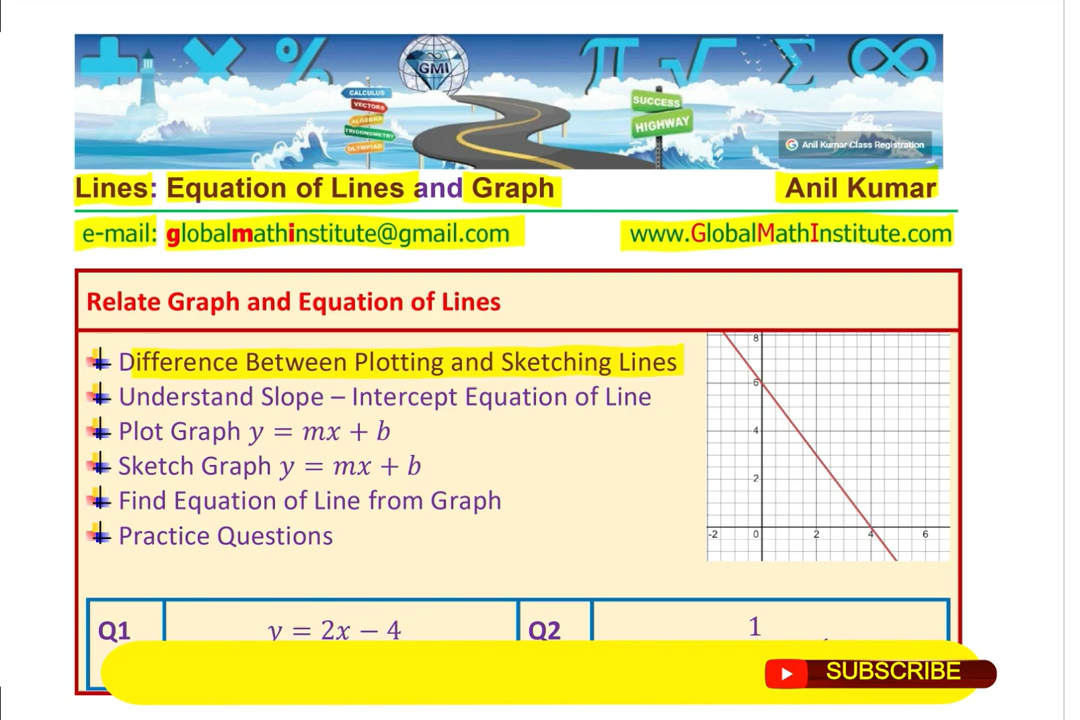 GMI
CALCULUS
VECTORS
ALGEBRA
TRIGONOMETRY
OLYMPIAD
SUCCESS
HIGHWAY
Anil Kumar Class Registration
Lines: Equation of Lines and Graph Anil Kumar
e-mail: globalmathinstitute@gmail.com www.GlobalMathInstitute.com
Relate Graph and Equation of Lines
Difference Between Plotting and Sketching Lines
Understand Slope – Intercept Equation of Line
Plot Graph y = mx + b
Sketch Graph y = mx + b
Find Equation of Line from Graph
Practice Questions
8
6
4
2
-2 0 2 4 6
Q1 y = 2x − 4 Q2 1
SUBSCRIBE